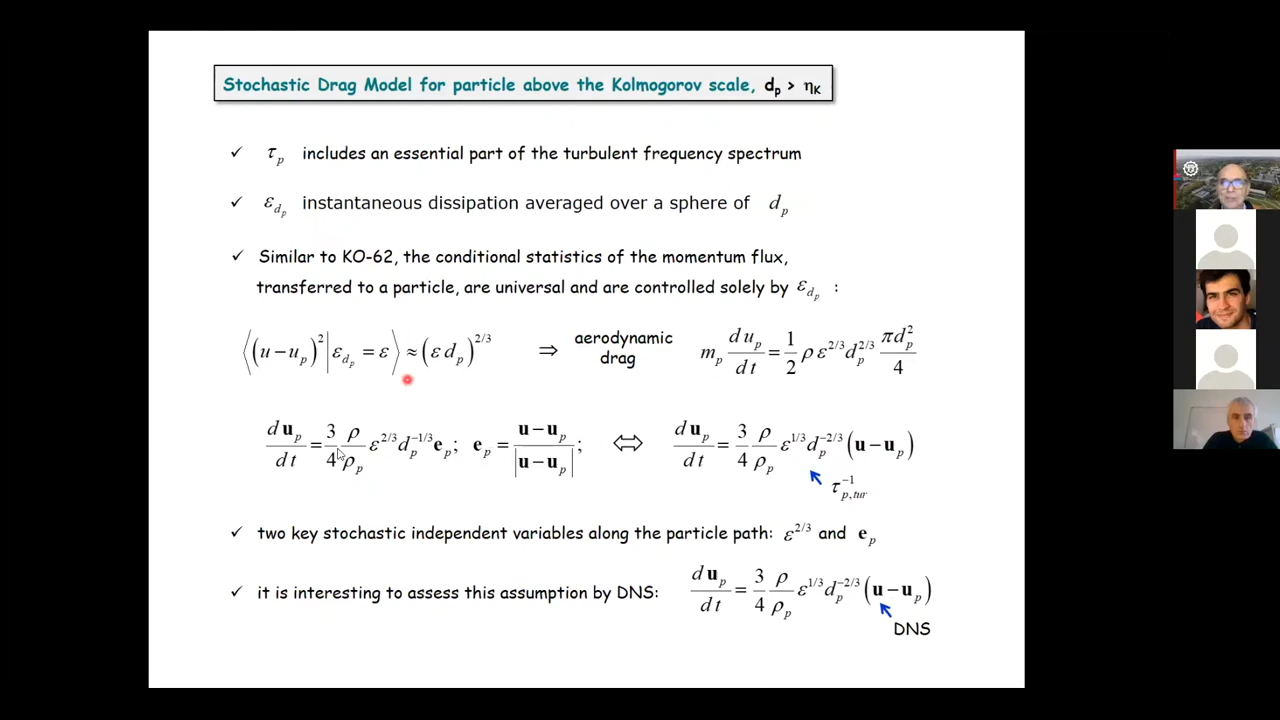 Stochastic Drag Model for particle above the Kolmogorov scale, d_p > η_K
✓ τ_p includes an essential part of the turbulent frequency spectrum
✓ ε_{d_p} instantaneous dissipation averaged over a sphere of d_p
✓ Similar to KO-62, the conditional statistics of the momentum flux,
transferred to a particle, are universal and are controlled solely by ε_{d_p} :
⟨(u − u_p)^2 | ε_{d_p} = ε⟩ ≈ (ε d_p)^{2/3} ⇒ aerodynamic drag m_p du_p/dt = 1/2 ρ ε^{2/3} d_p^{2/3} πd_p^2/4
du_p/dt = 3/4 ρ/ρ_p ε^{2/3} d_p^{-1/3} e_p; e_p = (u − u_p)/|u − u_p|; ⇔ du_p/dt = 3/4 ρ/ρ_p ε^{1/3} d_p^{-2/3} (u − u_p)
τ_{p,tur}^{-1}
✓ two key stochastic independent variables along the particle path: ε^{2/3} and e_p
✓ it is interesting to assess this assumption by DNS: du_p/dt = 3/4 ρ/ρ_p ε^{1/3} d_p^{-2/3} (u − u_p)
DNS